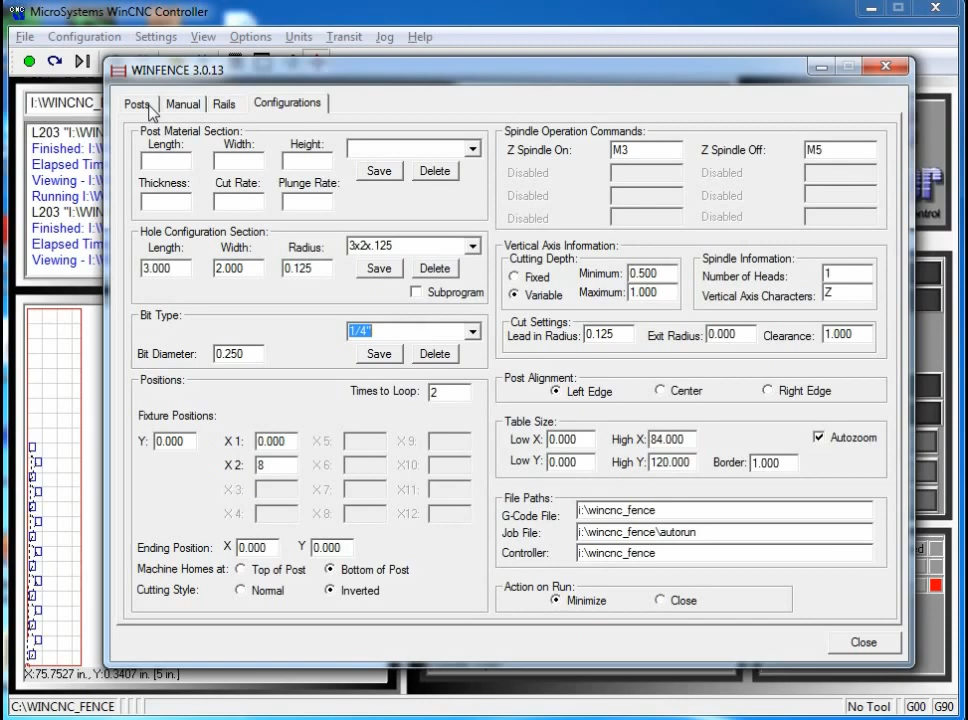 MicroSystems WinCNC Controller
File Configuration Settings View Options Units Transit Jog Help
WINFENCE 3.0.13
I:\WINCNC_
L203 "I:\WIN
Finished: I:\
Elapsed Tim
Viewing - I:\
Running I:\W
L203 "I:\WIN
Finished: I:\
Elapsed Tim
Viewing - I:\
Posts Manual Rails Configurations
Post Material Section:
Length: Width: Height:
Save Delete
Thickness: Cut Rate: Plunge Rate:
Hole Configuration Section:
Length: Width: Radius: 3x2x.125
3.000 2.000 0.125 Save Delete
Subprogram
Bit Type:
1/4"
Bit Diameter: 0.250 Save Delete
Positions:
Times to Loop: 2
Fixture Positions:
Y: 0.000 X 1: 0.000 X 5: X 9:
X 2: 8 X 6: X10:
X 3: X 7: X11:
X 4: X 8: X12:
Ending Position: X 0.000 Y 0.000
Machine Homes at: Top of Post Bottom of Post
Cutting Style: Normal Inverted
Spindle Operation Commands:
Z Spindle On: M3 Z Spindle Off: M5
Disabled Disabled
Disabled Disabled
Disabled Disabled
Vertical Axis Information:
Cutting Depth:
Fixed Minimum: 0.500
Variable Maximum: 1.000
Spindle Information:
Number of Heads: 1
Vertical Axis Characters: Z
Cut Settings:
Lead in Radius: 0.125 Exit Radius: 0.000 Clearance: 1.000
Post Alignment:
Left Edge Center Right Edge
Table Size:
Low X: 0.000 High X: 84.000 Autozoom
Low Y: 0.000 High Y: 120.000 Border: 1.000
File Paths:
G-Code File: i:\wincnc_fence
Job File: i:\wincnc_fence\autorun
Controller: i:\wincnc_fence
Action on Run:
Minimize Close
Close
X:75.7527 in., Y:0.3407 in. [5 in.]
C:\WINCNC_FENCE No Tool G00 G90